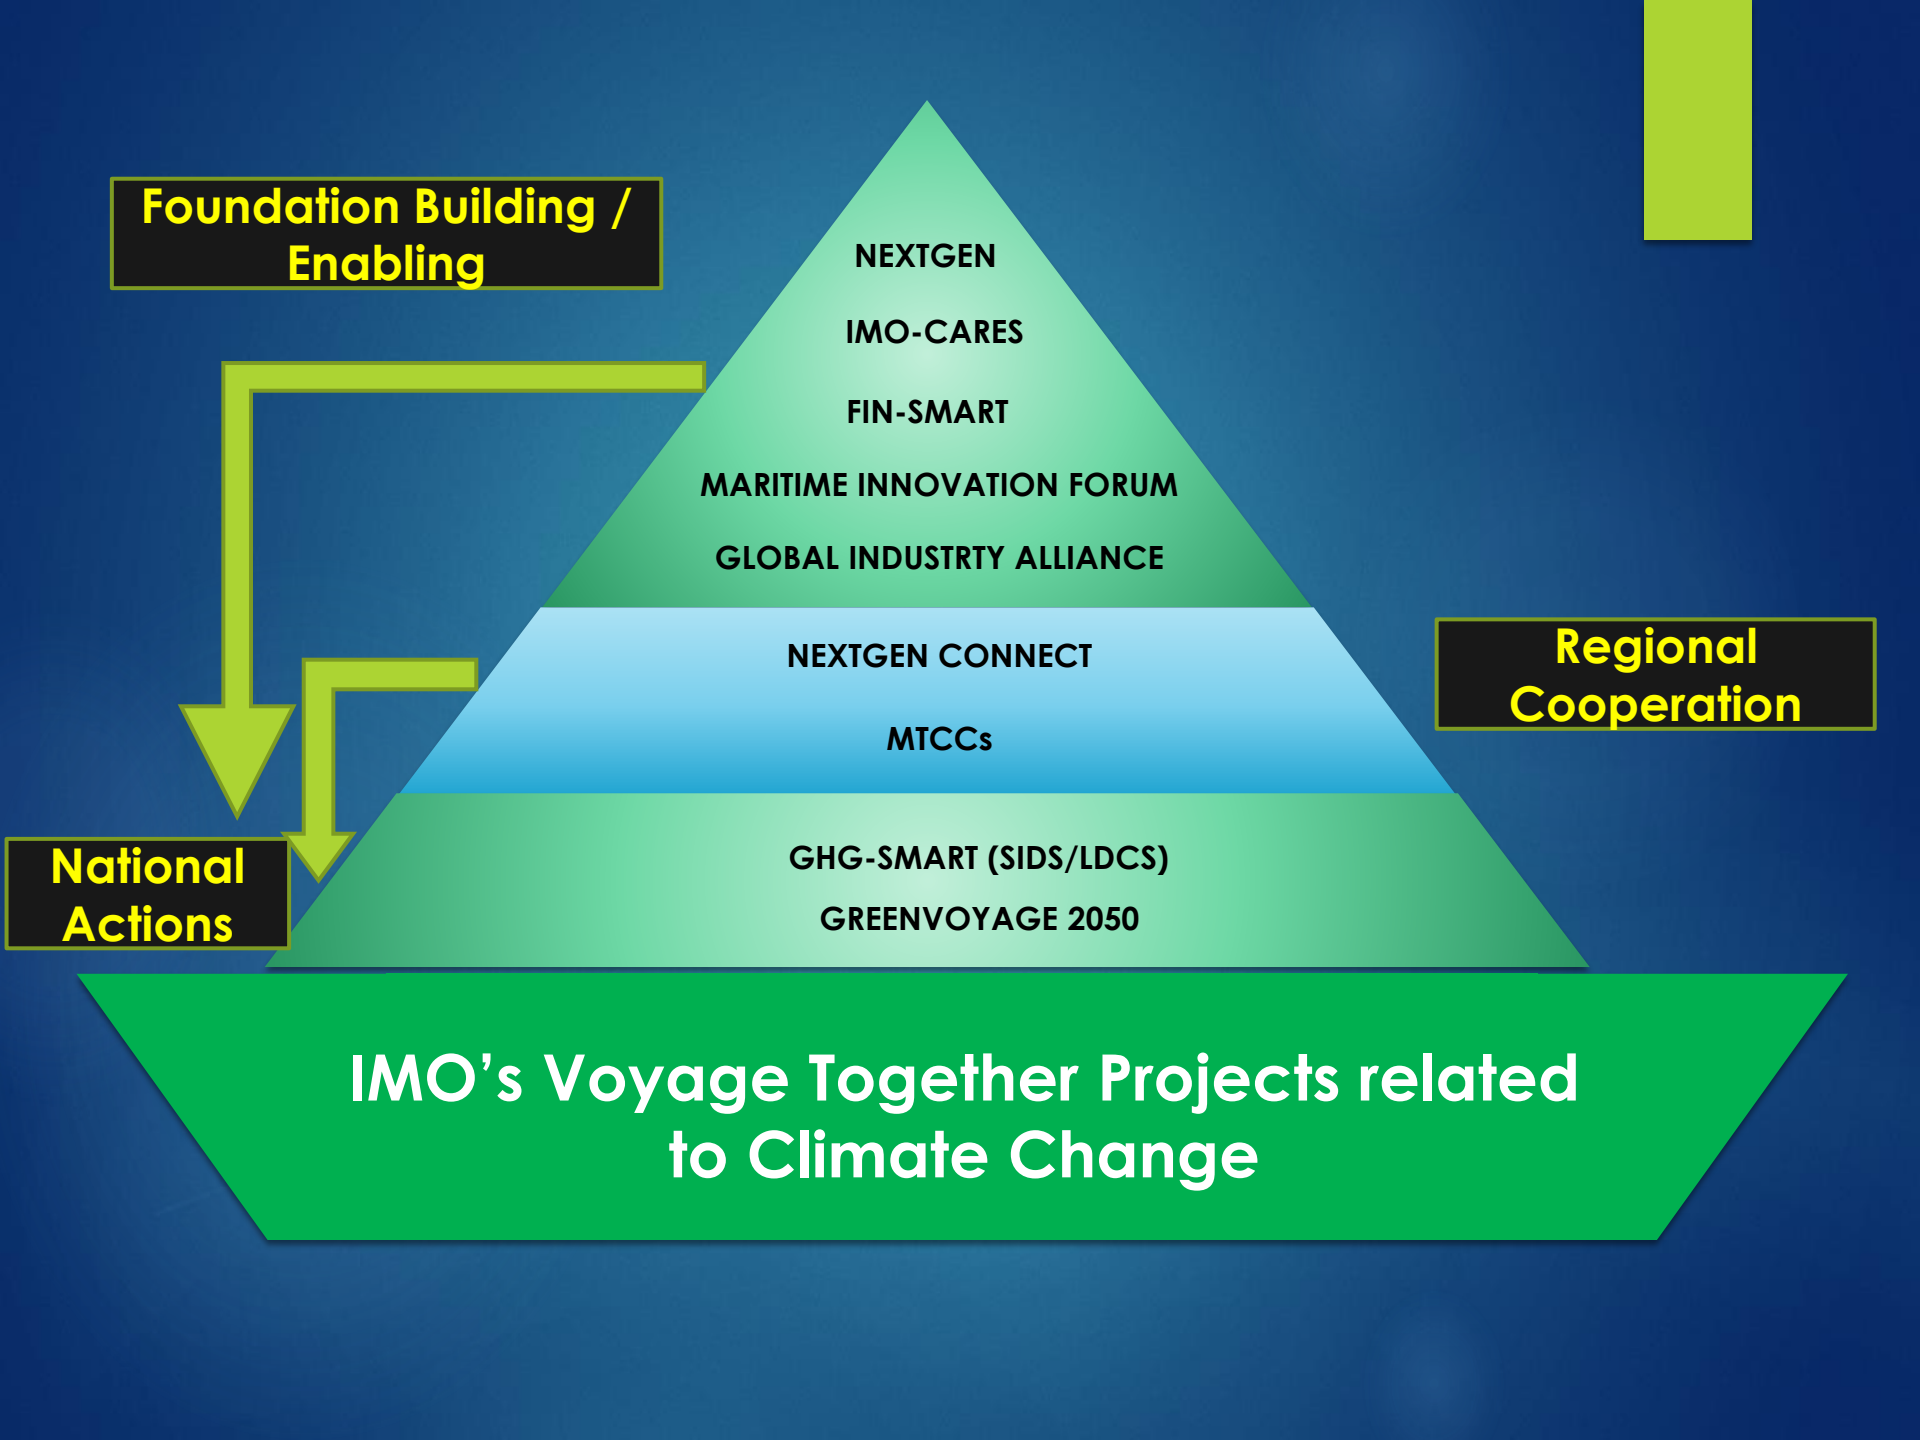 Foundation Building /
Enabling
NEXTGEN
IMO-CARES
FIN-SMART
MARITIME INNOVATION FORUM
GLOBAL INDUSTRTY ALLIANCE
NEXTGEN CONNECT
MTCCs
Regional
Cooperation
National
Actions
GHG-SMART (SIDS/LDCS)
GREENVOYAGE 2050
IMO’s Voyage Together Projects related
to Climate Change